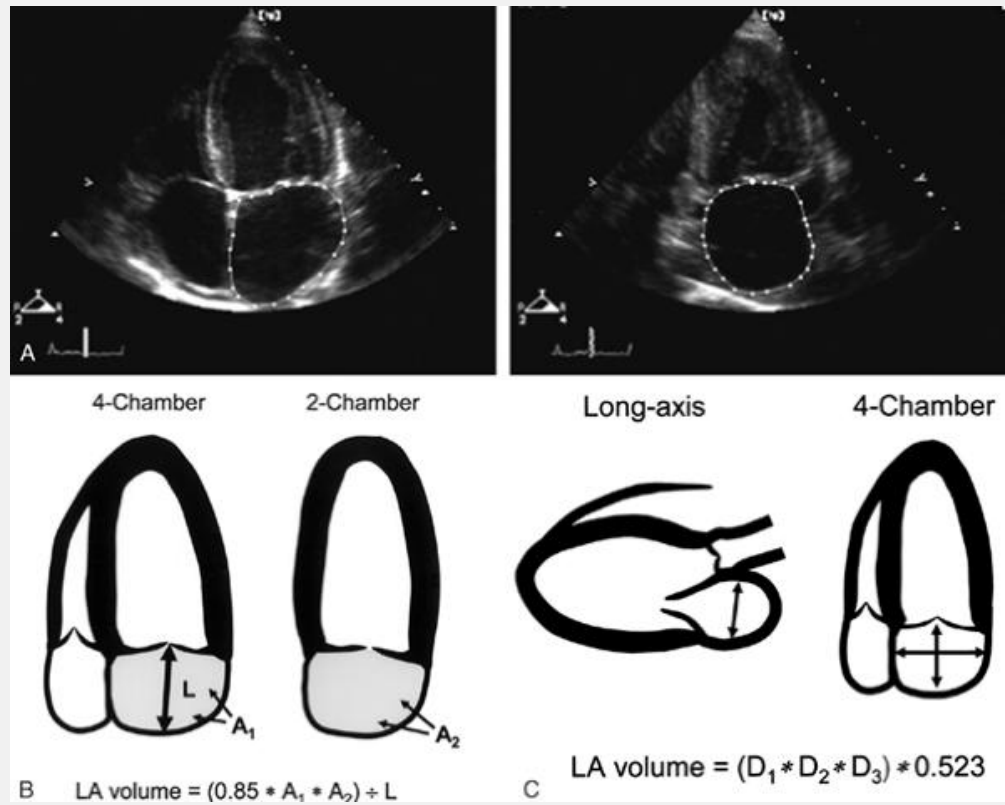 A
4-Chamber
2-Chamber
L
A₁
A₂
B LA volume = (0.85 * A₁ * A₂) ÷ L
Long-axis
4-Chamber
C LA volume = (D₁ * D₂ * D₃) * 0.523